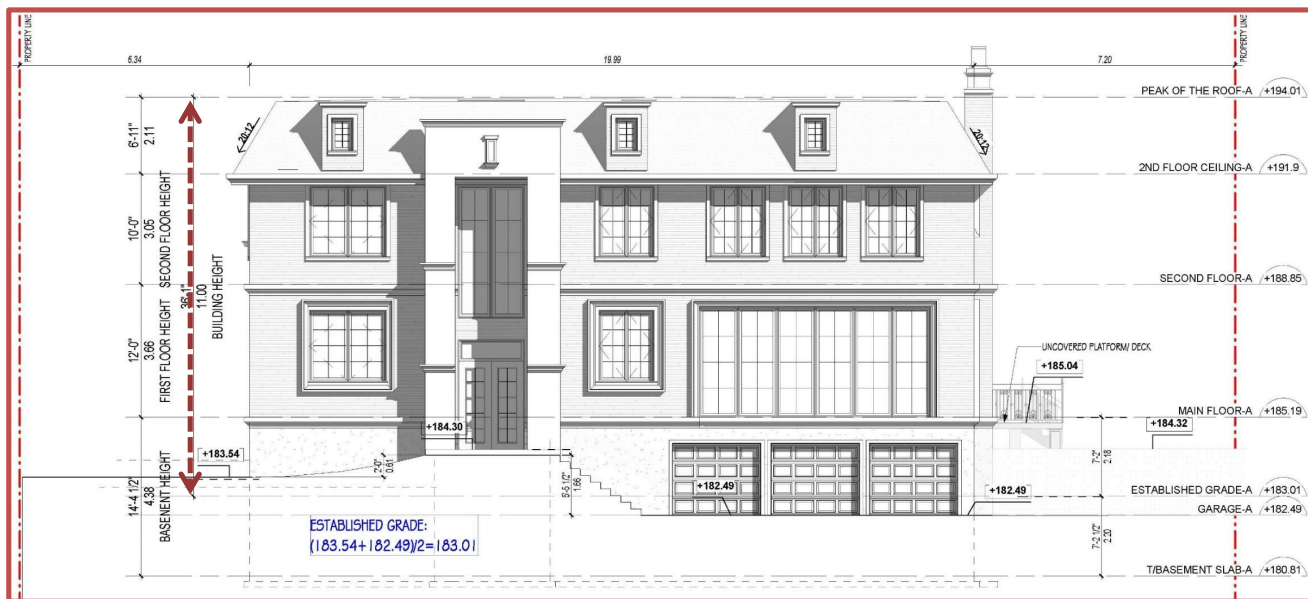 PROPERTY LINE
PROPERTY LINE
6.34
19.99
7.20
PEAK OF THE ROOF-A +194.01
6'-11"
2.11
20:12
20:12
2ND FLOOR CEILING-A +191.9
10'-0"
3.05
SECOND FLOOR HEIGHT
36'-1"
11.00
BUILDING HEIGHT
SECOND FLOOR-A +188.85
12'-0"
3.66
FIRST FLOOR HEIGHT
UNCOVERED PLATFORM/ DECK
+185.04
MAIN FLOOR-A +185.19
+184.30
+184.32
+183.54
2'-0"
0.61
7'-2"
2.18
14'-4 1/2"
4.38
BASEMENT HEIGHT
5'-5 1/2"
1.66
+182.49
+182.49
ESTABLISHED GRADE-A +183.01
GARAGE-A +182.49
ESTABLISHED GRADE:
(183.54+182.49)/2=183.01
7'-2 1/2"
2.20
T/BASEMENT SLAB-A +180.81